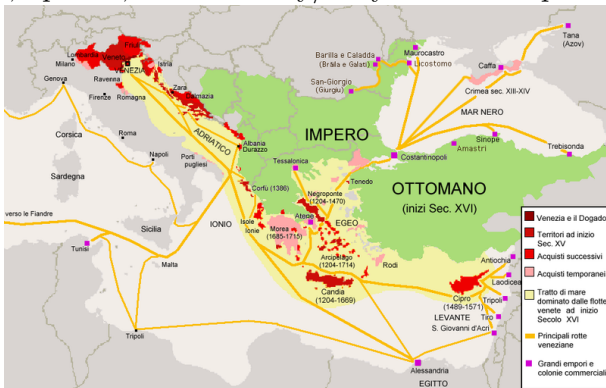 Tana
(Azov)
Barilla e Caladda
(Brăila e Galati)
Maurocastro
Licostomo
San-Giorgio
(Giurgiu)
Caffa
Crimea sec. XIII-XIV
MAR NERO
Friuli
Lombardia
Veneto
Milano
VENEZIA
Istria
Genova
Ravenna
Romagna
Firenze
Zara
Dalmazia
Corsica
Roma
ADRIATICO
IMPERO
Sinope
Amastri
Trebisonda
Costantinopoli
Albania
Durazzo
Napoli
Porti
pugliesi
Tessalonica
Sardegna
Tenedo
OTTOMANO
(inizi Sec. XVI)
Corfù (1386)
Negroponte
(1204-1470)
verso le Fiandre
IONIO
Isole
Ionie
Atene
EGEO
Morea
(1685-1715)
Sicilia
Tunisi
Malta
Arcipelago
(1204-1714)
Rodi
Candia
(1204-1669)
Antiochia
Laodicea
Cipro
(1489-1571)
Tripoli
LEVANTE
Tiro
S. Giovanni d'Acri
Tripoli
Alessandria
EGITTO
Venezia e il Dogado
Territori ad inizio
Sec. XV
Acquisti successivi
Acquisti temporanei
Tratto di mare
dominato dalle flotte
venete ad inizio
Secolo XVI
Principali rotte
veneziane
Grandi empori e
colonie commerciali